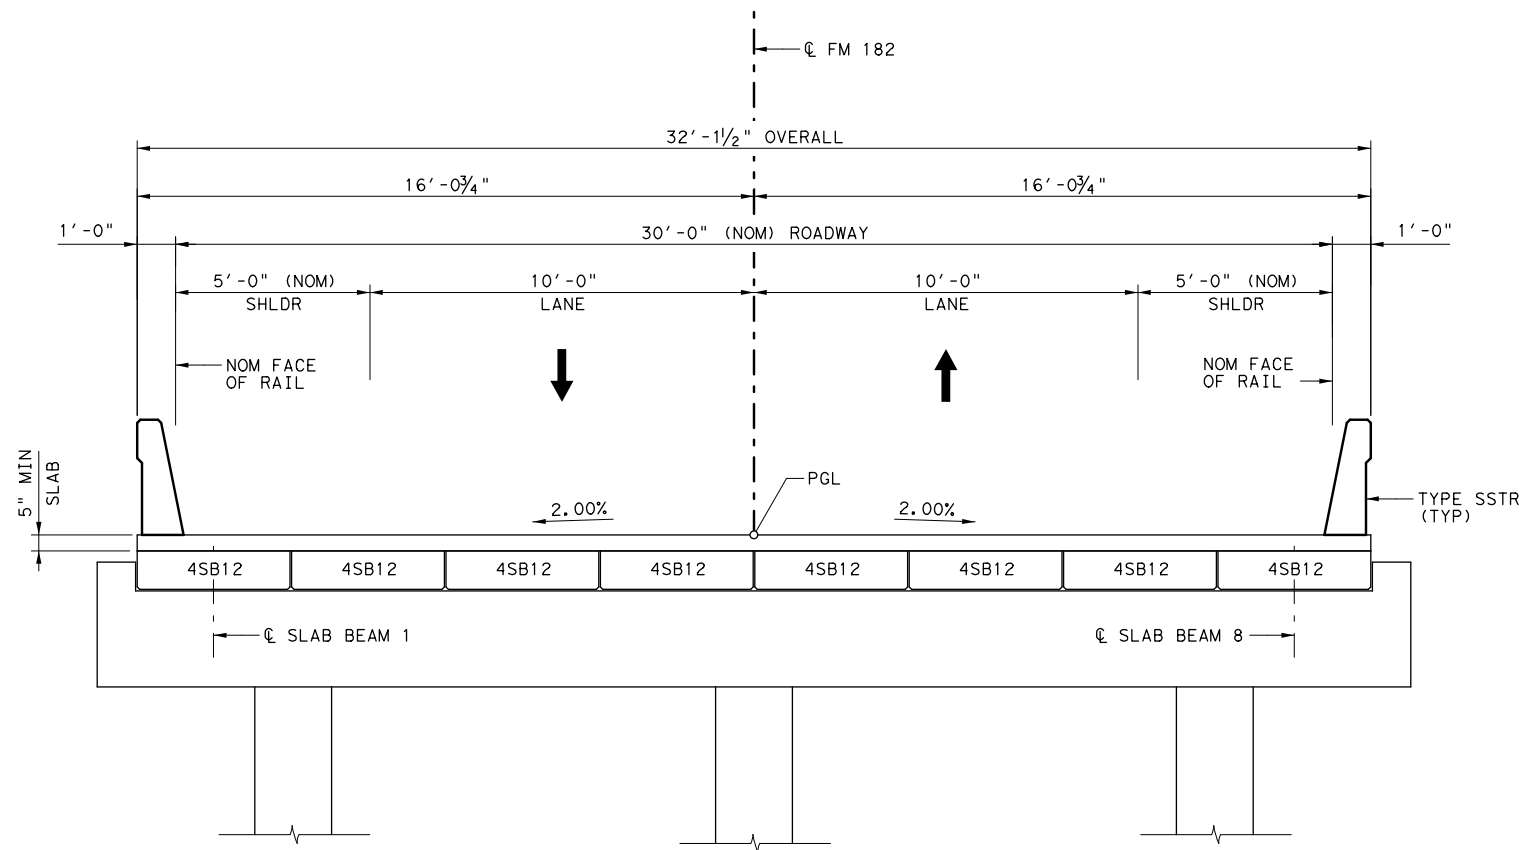 ℄ FM 182
32'-1½" OVERALL
16'-0¾" 16'-0¾"
1'-0" 30'-0" (NOM) ROADWAY 1'-0"
5'-0" (NOM) 10'-0" 10'-0" 5'-0" (NOM)
SHLDR LANE LANE SHLDR
NOM FACE
OF RAIL
NOM FACE
OF RAIL
5" MIN
SLAB
PGL
2.00% 2.00%
TYPE SSTR
(TYP)
4SB12 4SB12 4SB12 4SB12 4SB12 4SB12 4SB12 4SB12
℄ SLAB BEAM 1 ℄ SLAB BEAM 8